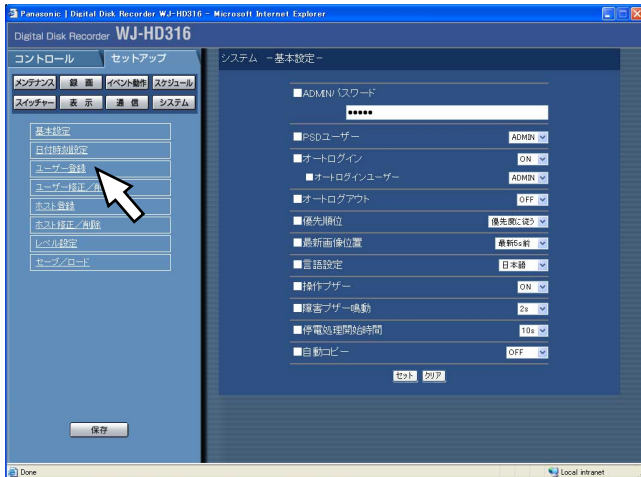 Panasonic | Digital Disk Recorder WJ-HD316 - Microsoft Internet Explorer
Digital Disk Recorder WJ-HD316
コントロール セットアップ
システム －基本設定－
メンテナンス 録 画 イベント動作 スケジュール
スイッチャー 表 示 通 信 システム
基本設定
日付時刻設定
ユーザー登録
ユーザー修正／
ホスト登録
ホスト修正／削除
レベル設定
セーブ／ロード
保存
■ADMINパスワード
●●●●●
■PSDユーザー ADMIN
■オートログイン ON
■オートログインユーザー ADMIN
■オートログアウト OFF
■優先順位 優先度に従う
■最新画像位置 最新5s前
■言語設定 日本語
■操作ブザー ON
■障害ブザー鳴動 2s
■停電処理開始時間 10s
■自動コピー OFF
セット クリア
Done Local intranet